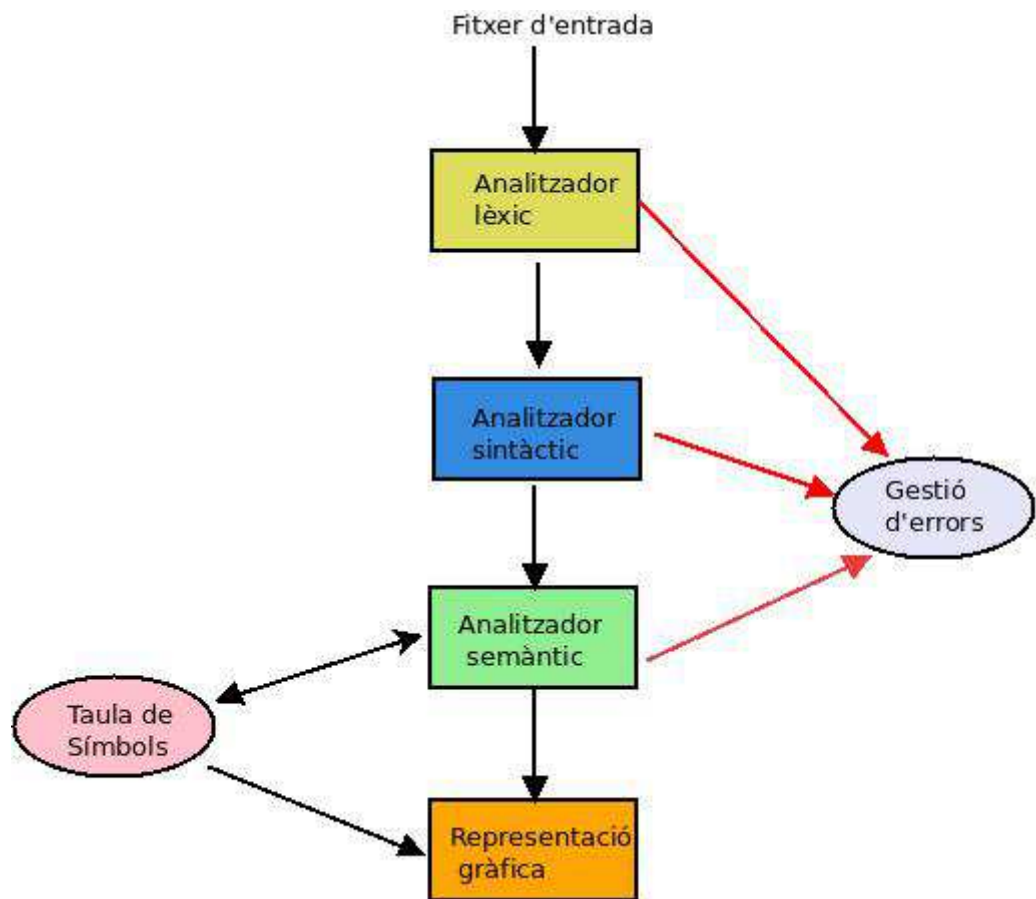 Fitxer d'entrada
Analitzador
lèxic
Analitzador
sintàctic
Gestió
d'errors
Analitzador
semàntic
Taula de
Símbols
Representació
gràfica